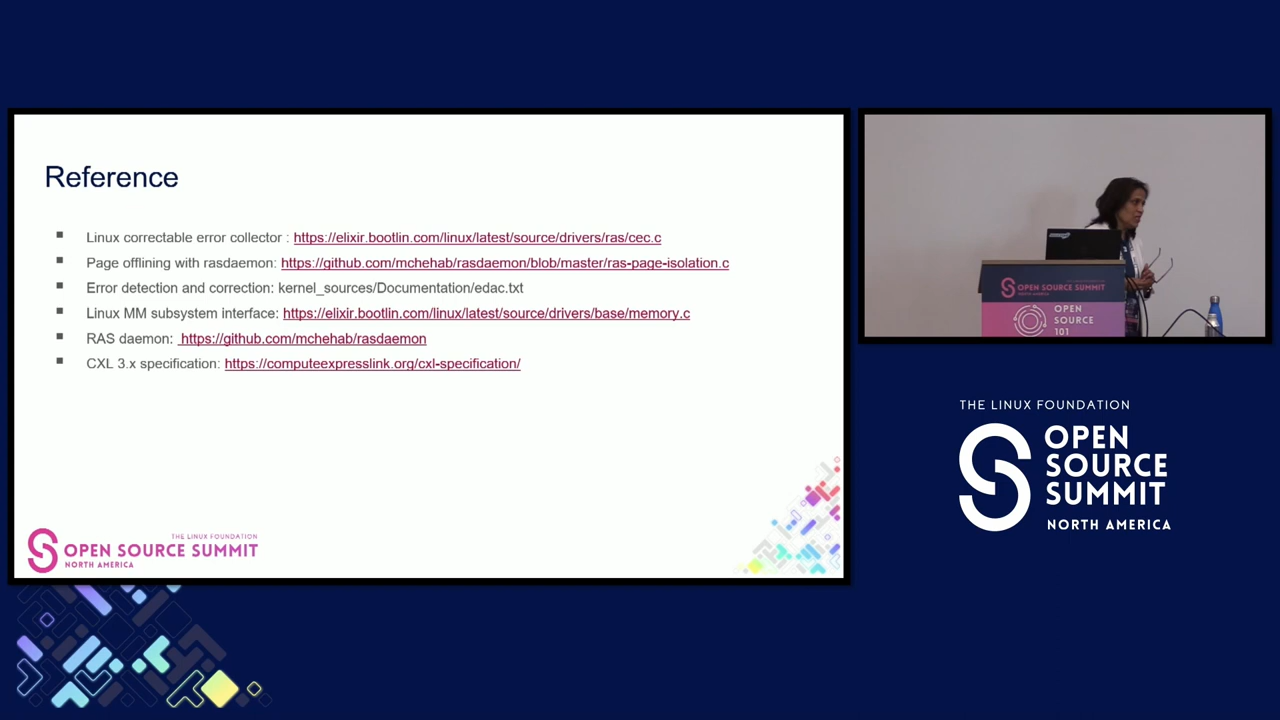 Reference
Linux correctable error collector : https://elixir.bootlin.com/linux/latest/source/drivers/ras/cec.c
Page offlining with rasdaemon: https://github.com/mchehab/rasdaemon/blob/master/ras-page-isolation.c
Error detection and correction: kernel_sources/Documentation/edac.txt
Linux MM subsystem interface: https://elixir.bootlin.com/linux/latest/source/drivers/base/memory.c
RAS daemon: https://github.com/mchehab/rasdaemon
CXL 3.x specification: https://computeexpresslink.org/cxl-specification/
THE LINUX FOUNDATION
OPEN SOURCE SUMMIT
NORTH AMERICA
OPEN SOURCE SUMMIT
NORTH AMERICA
OPEN
SOURCE
101
THE LINUX FOUNDATION
OPEN
SOURCE
SUMMIT
NORTH AMERICA